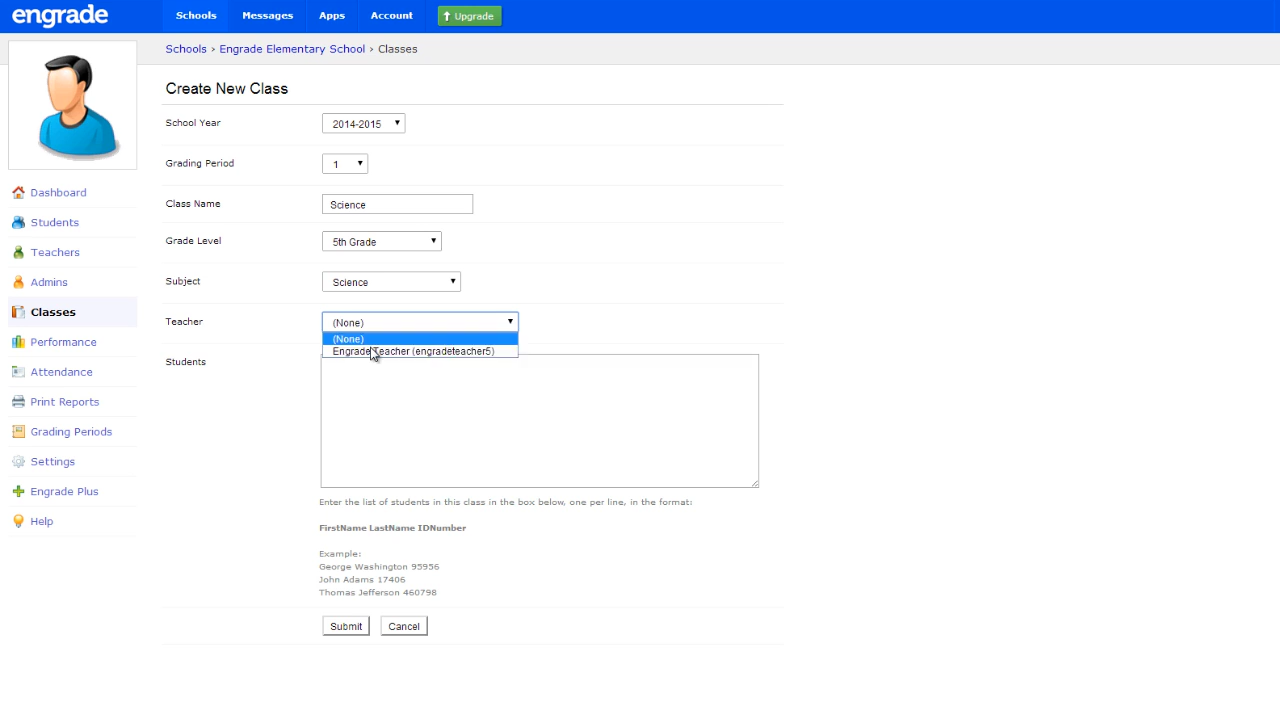 engrade
Schools Messages Apps Account Upgrade
Schools › Engrade Elementary School › Classes
Create New Class
School Year 2014-2015
Grading Period 1
Class Name Science
Grade Level 5th Grade
Subject Science
Teacher (None)
(None)
Engrade Teacher (engradeteacher5)
Students
Enter the list of students in this class in the box below, one per line, in the format:
FirstName LastName IDNumber
Example:
George Washington 95956
John Adams 17406
Thomas Jefferson 460798
Submit Cancel
Dashboard
Students
Teachers
Admins
Classes
Performance
Attendance
Print Reports
Grading Periods
Settings
Engrade Plus
Help